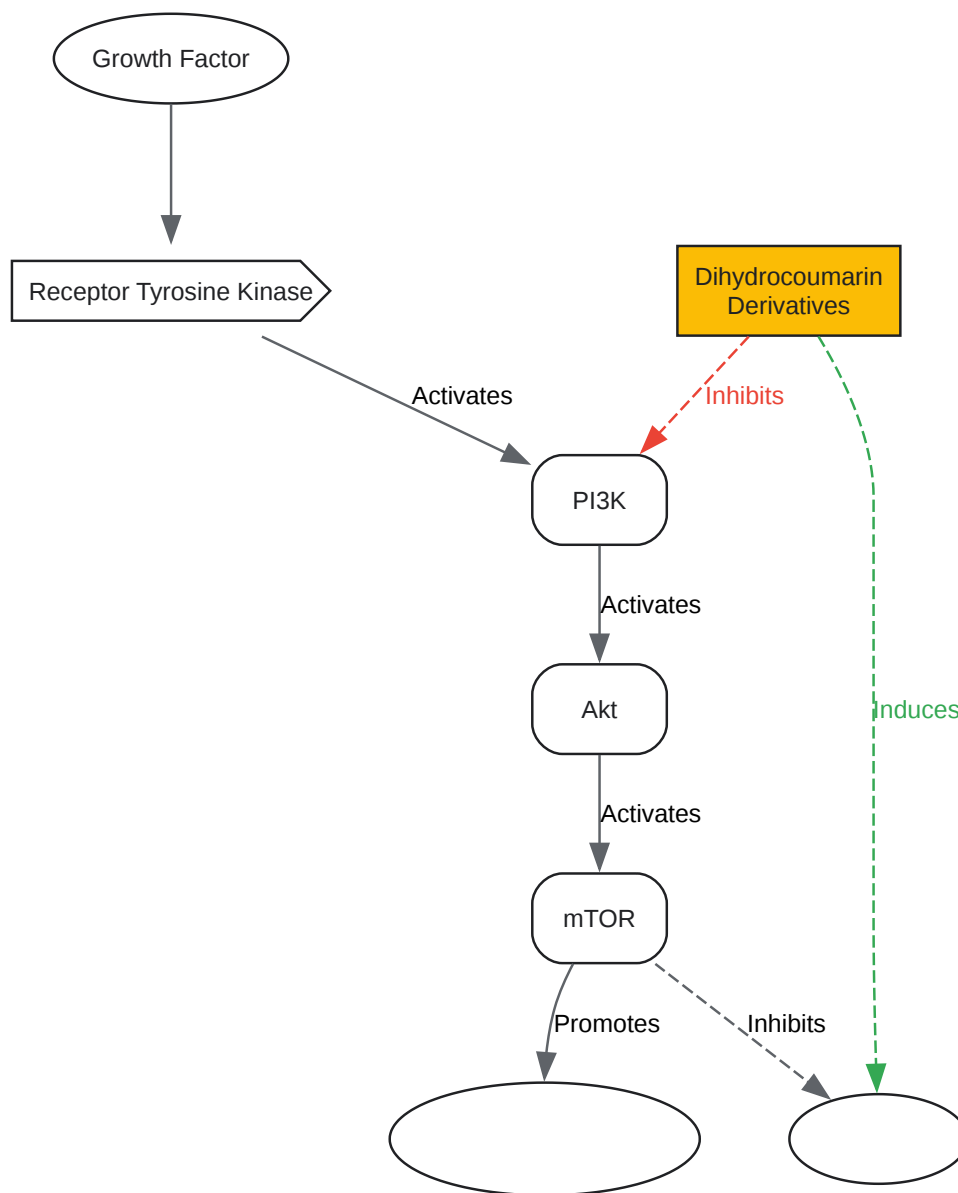 Growth Factor
Receptor Tyrosine Kinase
Dihydrocoumarin
Derivatives
Activates
Inhibits
PI3K
Activates
Akt
Induces
Activates
mTOR
Promotes
Inhibits